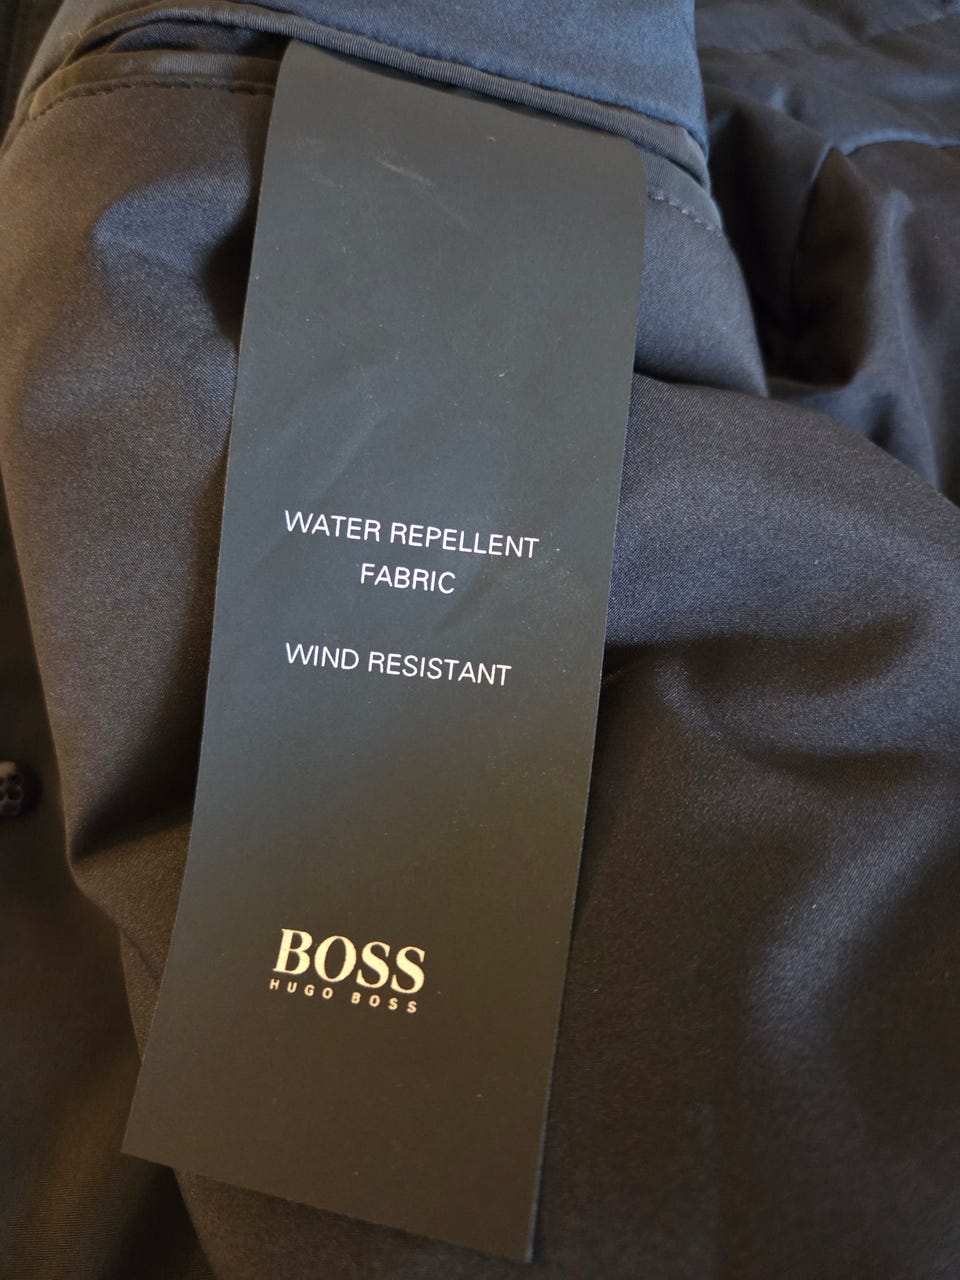 WATER REPELLENT
FABRIC
WIND RESISTANT
BOSS
HUGO BOSS